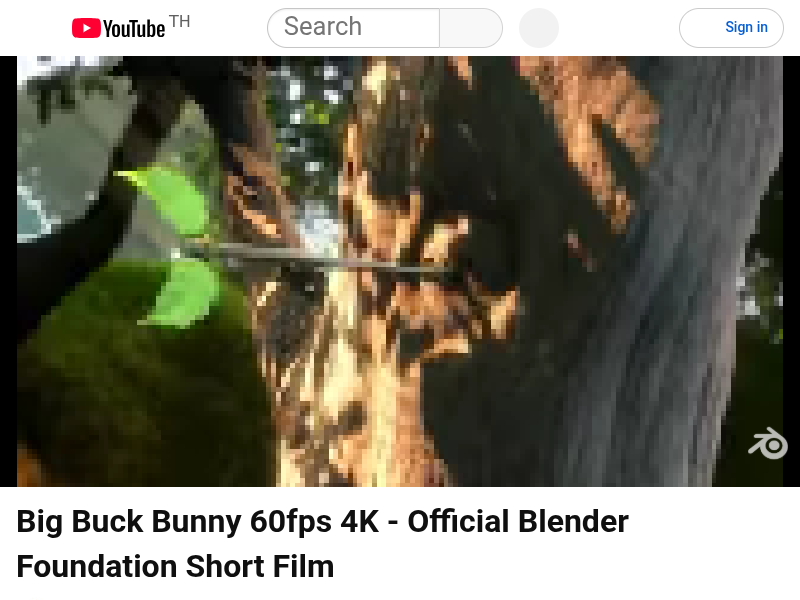 YouTube TH
Search
Sign in
Big Buck Bunny 60fps 4K - Official Blender
Foundation Short Film